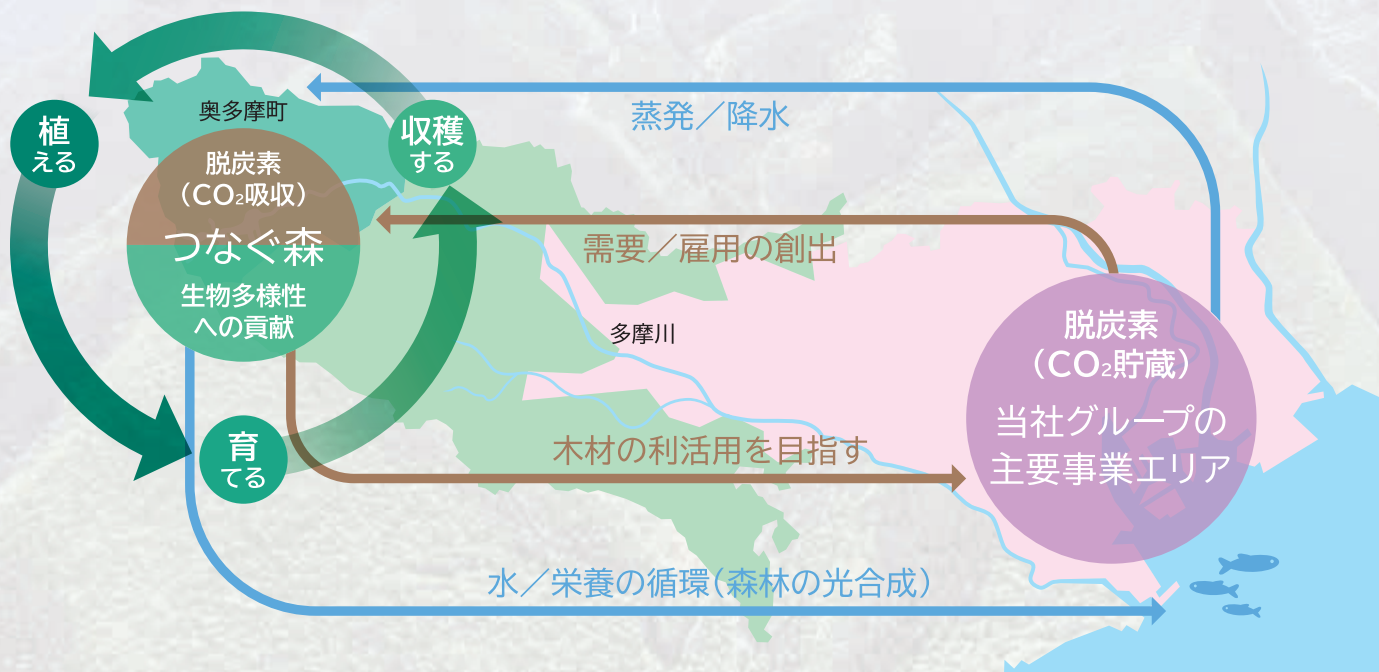 奥多摩町
植
える
収穫
する
育
てる
脱炭素
（CO₂吸収）
つなぐ森
生物多様性
への貢献
蒸発／降水
需要／雇用の創出
多摩川
木材の利活用を目指す
水／栄養の循環（森林の光合成）
脱炭素
（CO₂貯蔵）
当社グループの
主要事業エリア